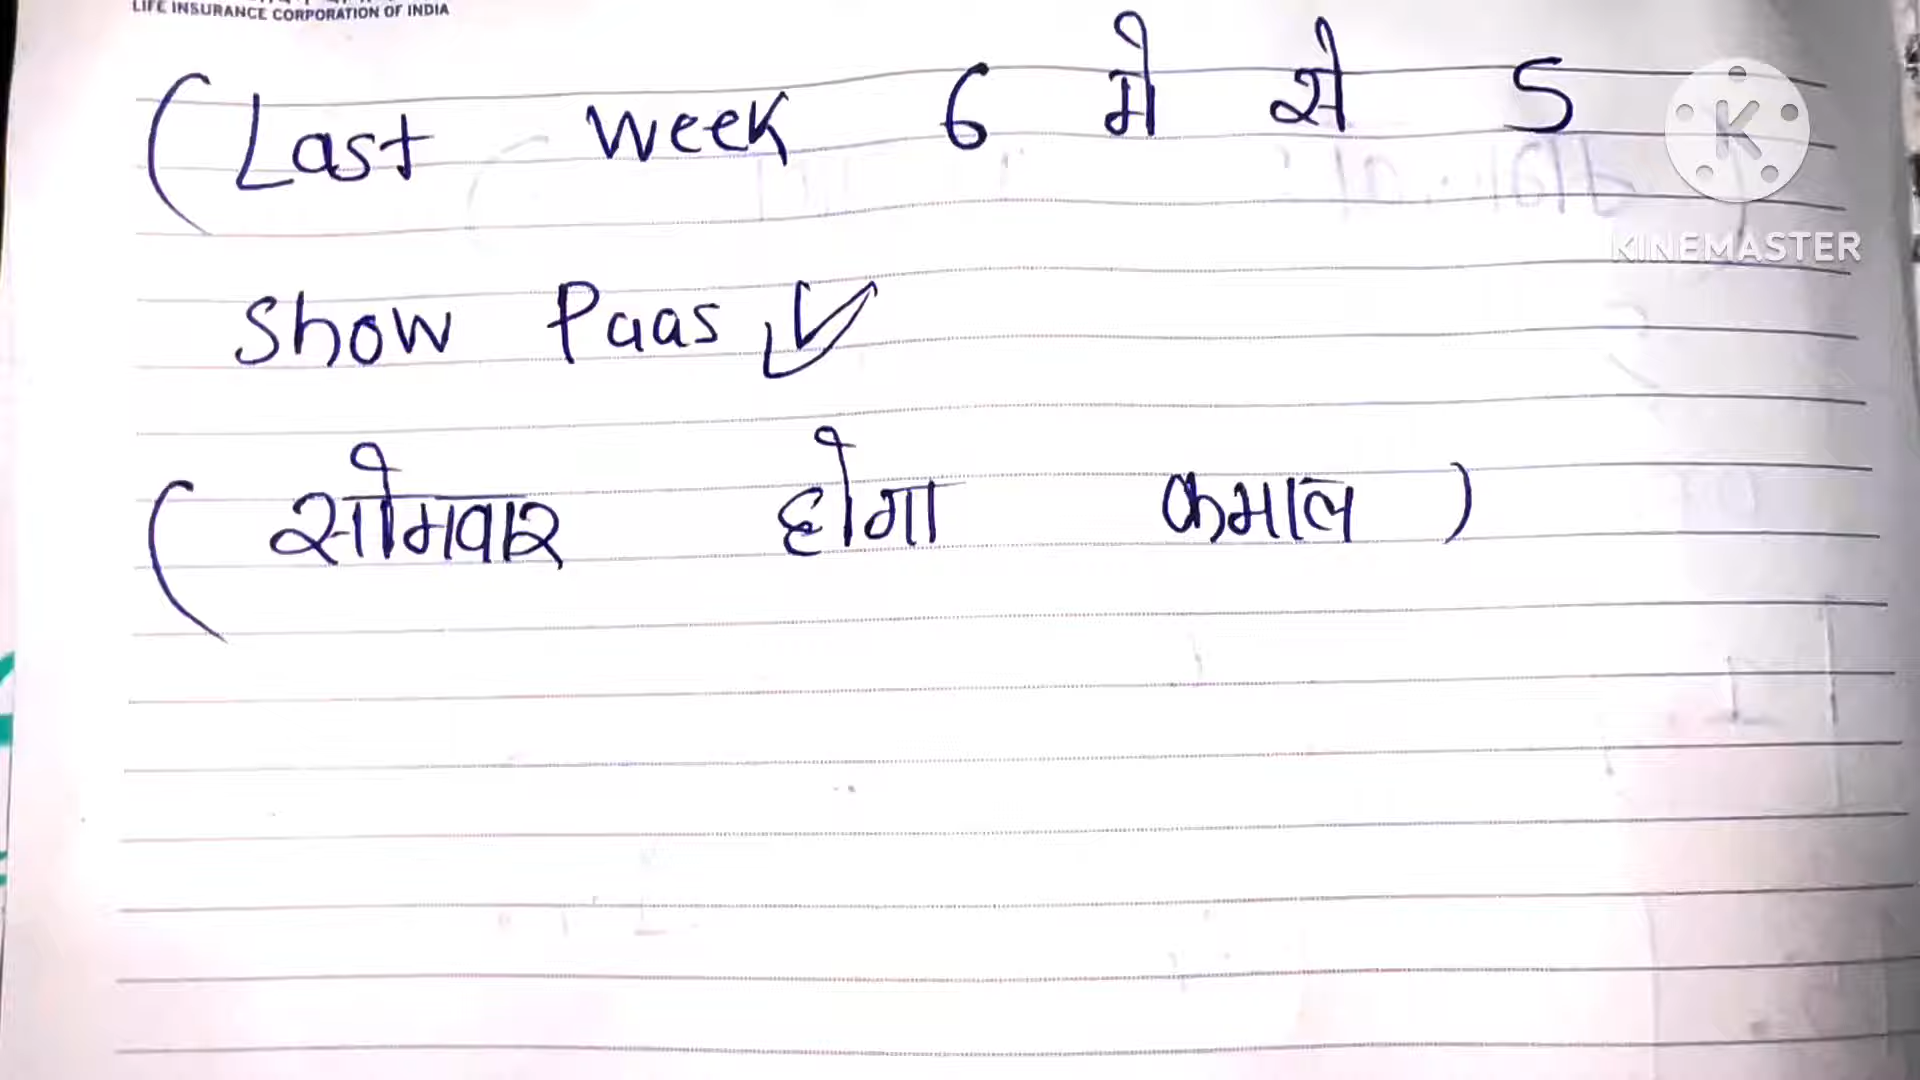 LIFE INSURANCE CORPORATION OF INDIA
(Last week 6 मे से 5
Show Paas
(सोमवार होगा कमाल)
KINEMASTER